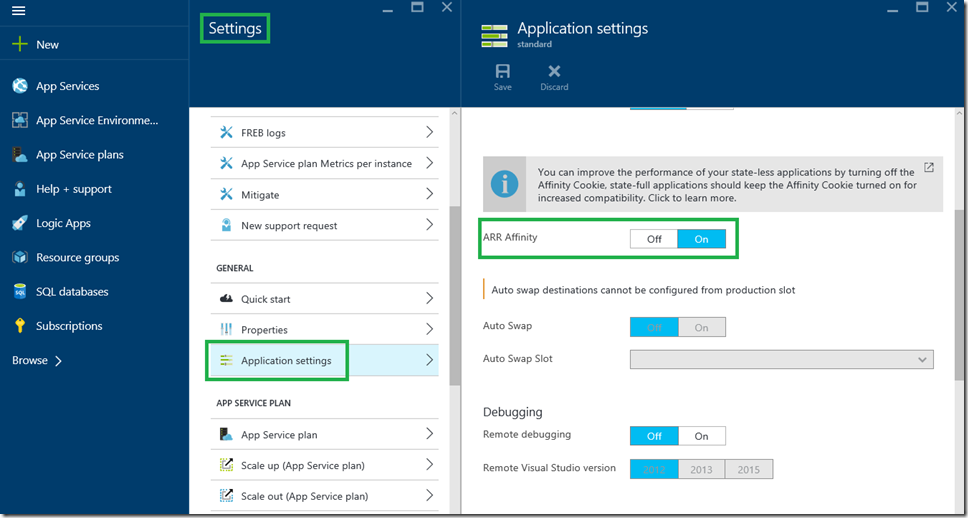 New
App Services
App Service Environme...
App Service plans
Help + support
Logic Apps
Resource groups
SQL databases
Subscriptions
Browse
Settings
FREB logs
App Service plan Metrics per instance
Mitigate
New support request
GENERAL
Quick start
Properties
Application settings
APP SERVICE PLAN
App Service plan
Scale up (App Service plan)
Scale out (App Service plan)
Application settings
standard
Save Discard
You can improve the performance of your state-less applications by turning off the
Affinity Cookie, state-full applications should keep the Affinity Cookie turned on for
increased compatibility. Click to learn more.
ARR Affinity Off On
Auto swap destinations cannot be configured from production slot
Auto Swap Off On
Auto Swap Slot
Debugging
Remote debugging Off On
Remote Visual Studio version 2012 2013 2015